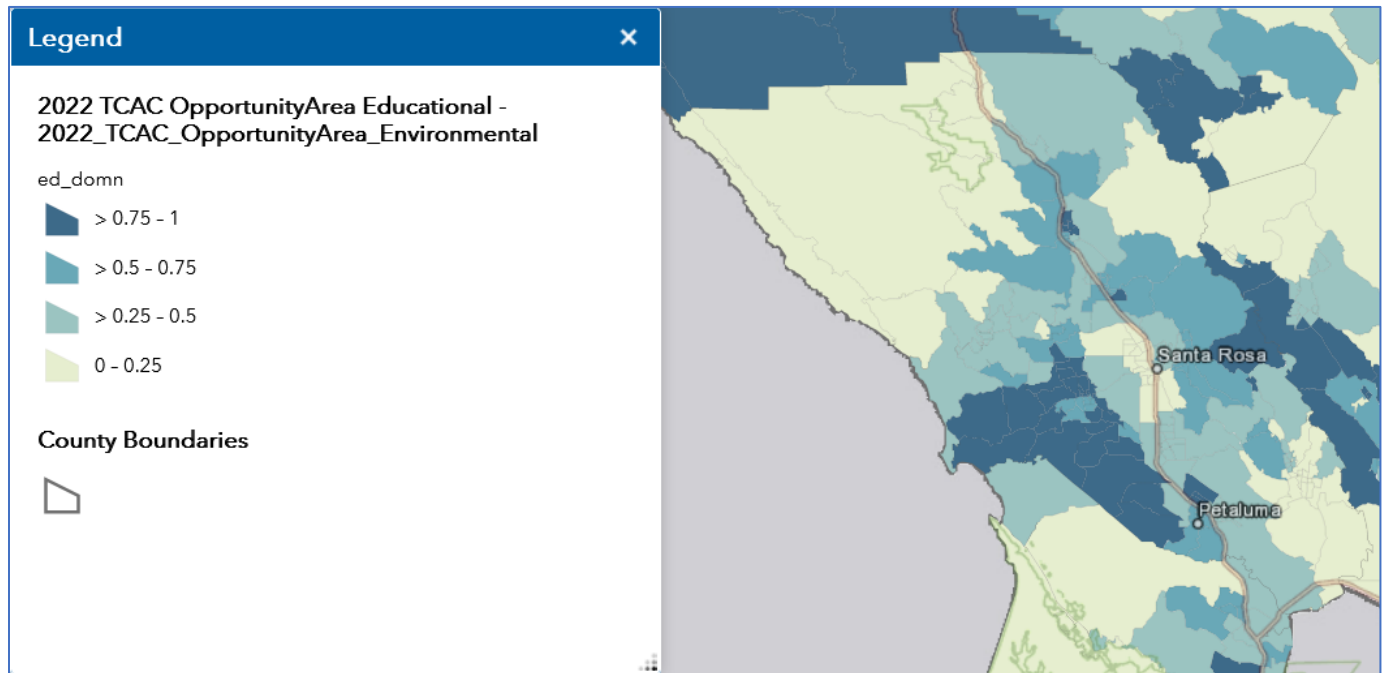 Legend
2022 TCAC OpportunityArea Educational -
2022_TCAC_OpportunityArea_Environmental
ed_domn
> 0.75 - 1
> 0.5 - 0.75
> 0.25 - 0.5
0 - 0.25
County Boundaries
Santa Rosa
Petaluma